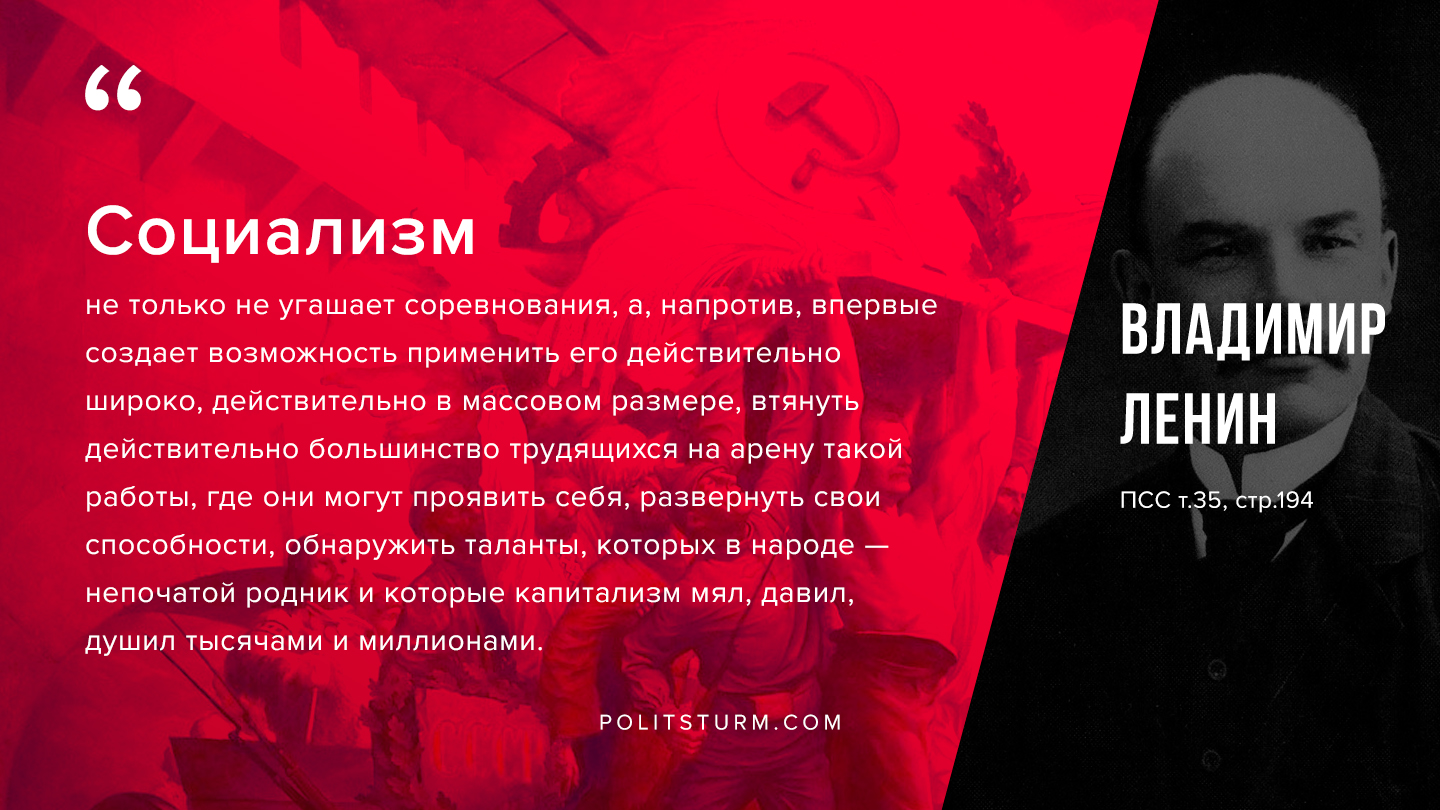 “
Социализм
не только не угашает соревнования, а, напротив, впервые
создает возможность применить его действительно
широко, действительно в массовом размере, втянуть
действительно большинство трудящихся на арену такой
работы, где они могут проявить себя, развернуть свои
способности, обнаружить таланты, которых в народе —
непочатой родник и которые капитализм мял, давил,
душил тысячами и миллионами.
POLITSTURM.COM
ВЛАДИМИР
ЛЕНИН
ПСС т.35, стр.194